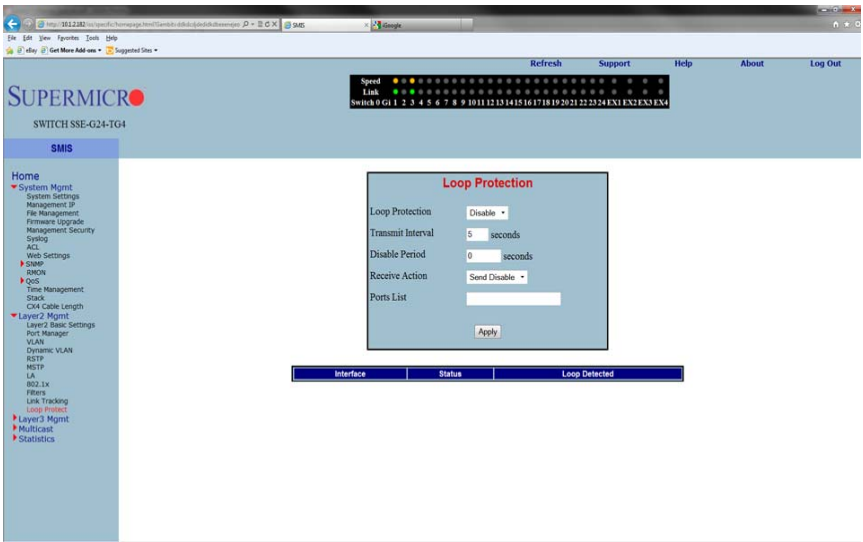 SMIS
iGoogle
File Edit View Favorites Tools Help
eBay Get More Add-ons Suggested Sites
Refresh Support Help About Log Out
SUPERMICRO
SWITCH SSE-G24-TG4
Speed
Link
Switch 0 Gi 1 2 3 4 5 6 7 8 9 10 11 12 13 14 15 16 17 18 19 20 21 22 23 24 EX1 EX2 EX3 EX4
SMIS
Home
System Mgmt
System Settings
Management IP
File Management
Firmware Upgrade
Management Security
Syslog
ACL
Web Settings
SNMP
RMON
QoS
Time Management
Stack
CX4 Cable Length
Layer2 Mgmt
Layer2 Basic Settings
Port Manager
VLAN
Dynamic VLAN
RSTP
MSTP
LA
802.1x
Filters
Link Tracking
Loop Protect
Layer3 Mgmt
Multicast
Statistics
Loop Protection
Loop Protection Disable
Transmit Interval 5 seconds
Disable Period 0 seconds
Receive Action Send Disable
Ports List
Apply
Interface Status Loop Detected